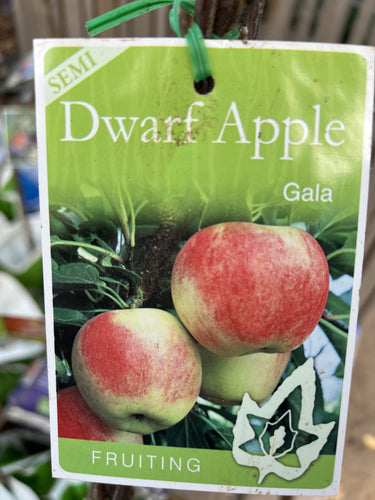 SEMI
Dwarf Apple
Gala
FRUITING